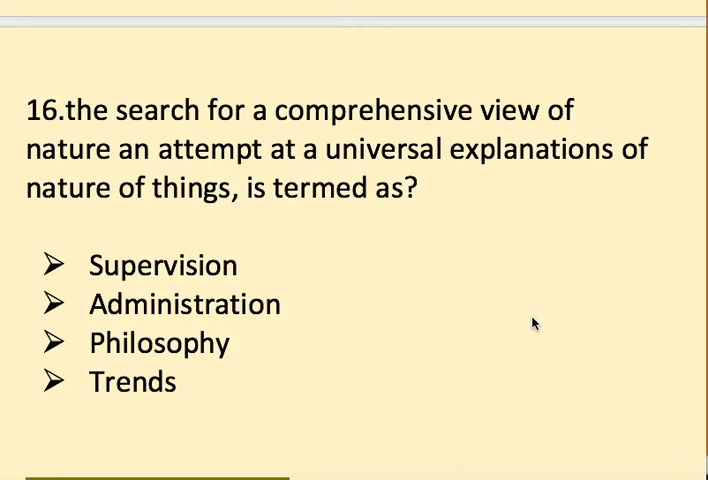 16.the search for a comprehensive view of
nature an attempt at a universal explanations of
nature of things, is termed as?
➢ Supervision
➢ Administration
➢ Philosophy
➢ Trends